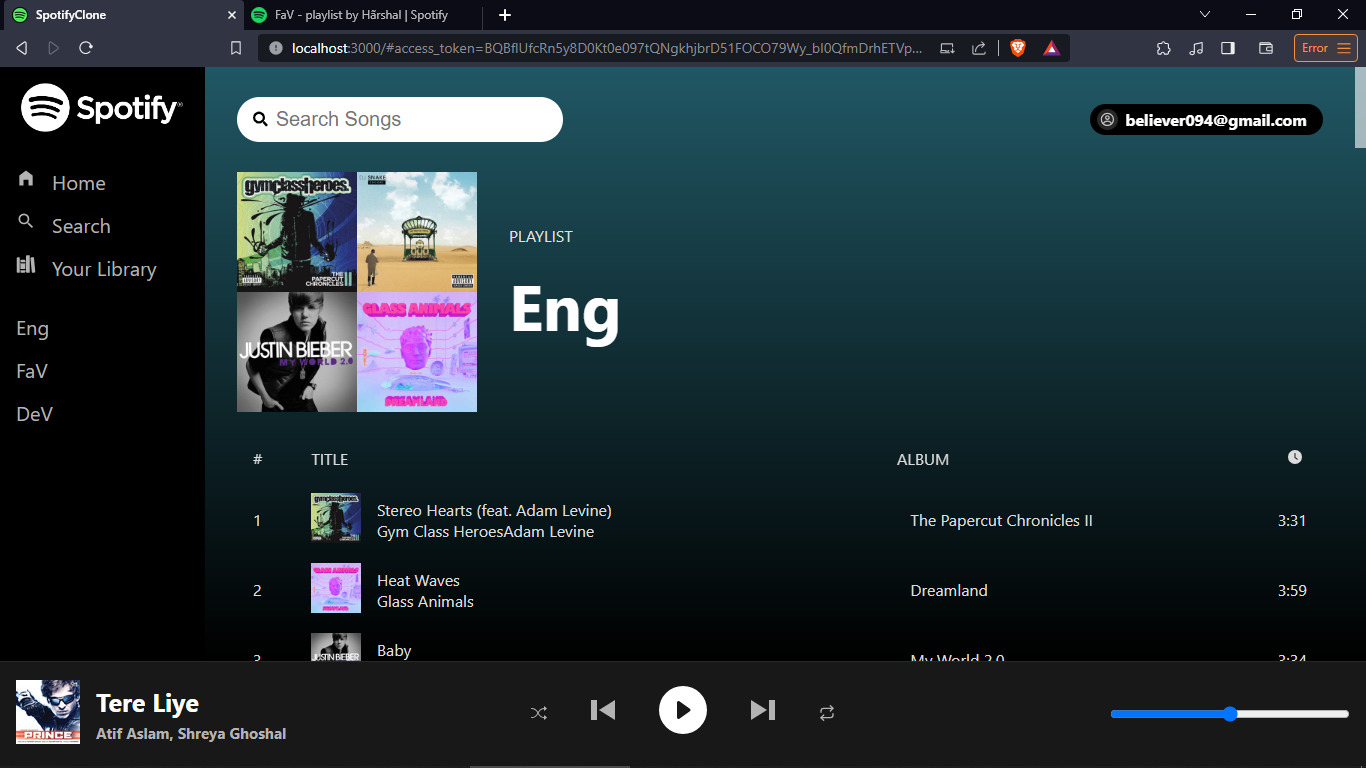 SpotifyClone
FaV - playlist by Hãrshal | Spotify
localhost:3000/#access_token=BQBflUfcRn5y8D0Kt0e097tQNgkhjbrD51FOCO79Wy_bI0QfmDrhETVp...
Error
Spotify
Search Songs
believer094@gmail.com
Home
Search
Your Library
Eng
FaV
DeV
gymclassheroes.
THE
PAPERCUT
CHRONICLES II
DJ SNAKE
ENCORE
JUSTIN BIEBER
MY WORLD 2.0
GLASS ANIMALS
DREAMLAND
PLAYLIST
Eng
# TITLE ALBUM
1 Stereo Hearts (feat. Adam Levine) The Papercut Chronicles II 3:31
Gym Class HeroesAdam Levine
2 Heat Waves Dreamland 3:59
Glass Animals
3 Baby My World 2.0 3:34
Tere Liye
Atif Aslam, Shreya Ghoshal
PRINCE